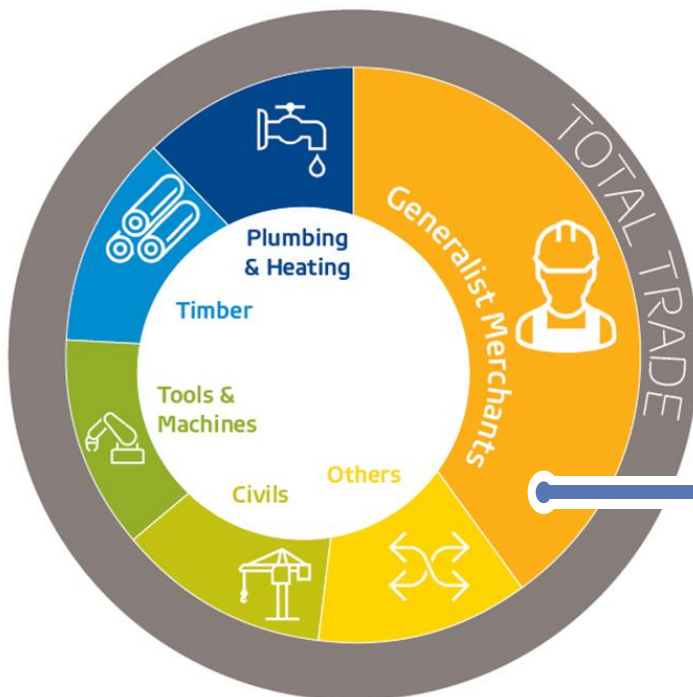 TOTAL TRADE
Generalist Merchants
Plumbing
& Heating
Timber
Tools &
Machines
Civils
Others